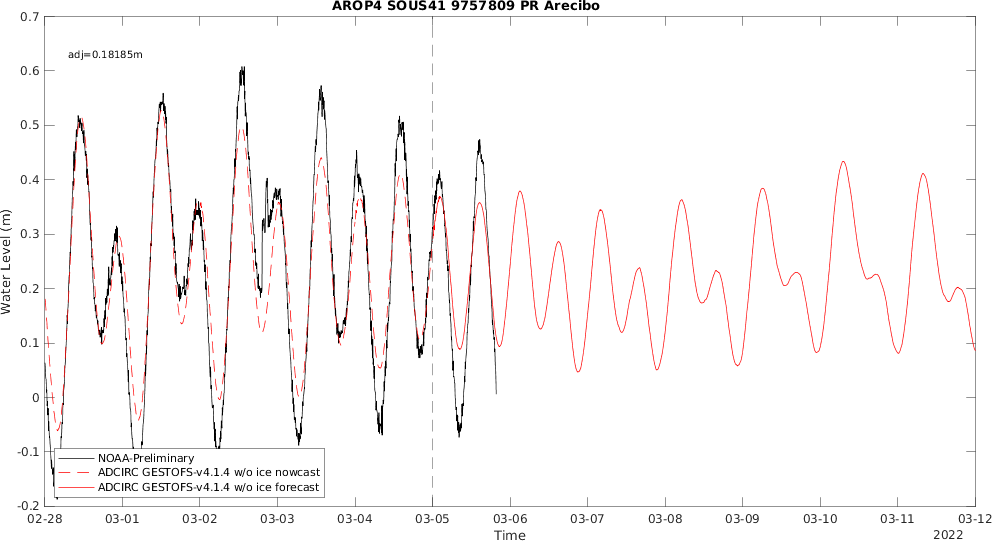 AROP4 SOUS41 9757809 PR Arecibo
adj=0.18185m
Water Level (m)
0.7
0.6
0.5
0.4
0.3
0.2
0.1
0
-0.1
-0.2
NOAA-Preliminary
ADCIRC GESTOFS-v4.1.4 w/o ice nowcast
ADCIRC GESTOFS-v4.1.4 w/o ice forecast
02-28 03-01 03-02 03-03 03-04 03-05 03-06 03-07 03-08 03-09 03-10 03-11 03-12
Time
2022